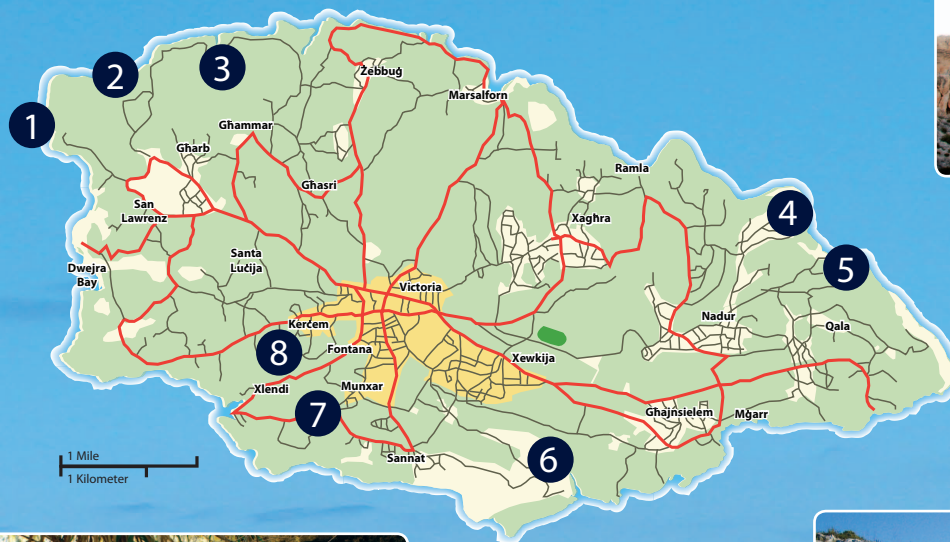 Żebbuġ
2
3
Marsalforn
1
Għammar
Għarb
Ramla
Għasri
San
Lawrenz
Xagħra
4
Santa
Luċija
Dwejra
Bay
5
Victoria
Kerċem
Nadur
Qala
8
Fontana
Xewkija
Xlendi
Munxar
7
Għajnsielem
Mġarr
Sannat
6
1 Mile
1 Kilometer